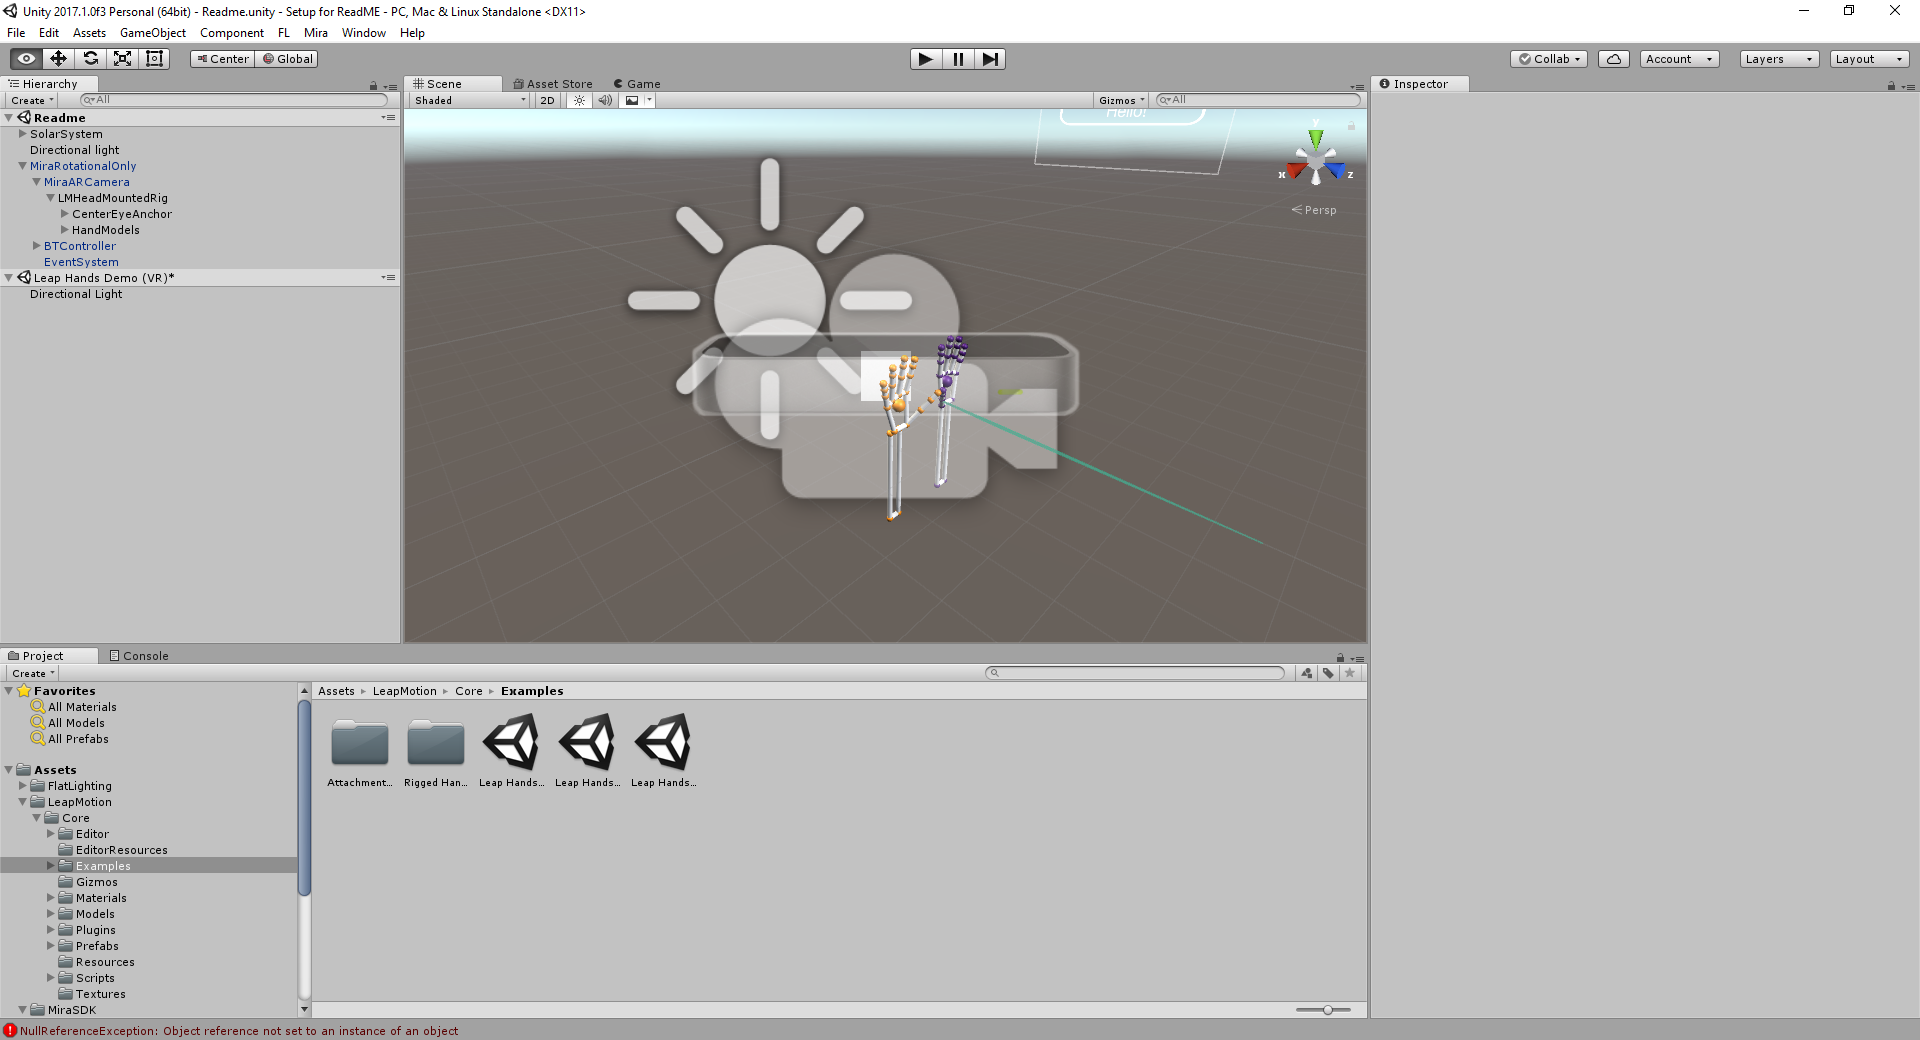 Unity 2017.1.0f3 Personal (64bit) - Readme.unity - Setup for ReadME - PC, Mac & Linux Standalone <DX11>
File Edit Assets GameObject Component FL Mira Window Help
Center Global Collab Account Layers Layout
Hierarchy
Create All
Readme
SolarSystem
Directional light
MiraRotationalOnly
MiraARCamera
LMHeadMountedRig
CenterEyeAnchor
HandModels
BTController
EventSystem
Leap Hands Demo (VR)*
Directional Light
Scene Asset Store Game
Shaded 2D Gizmos All
Hello!
y
x z
Persp
Inspector
Project Console
Create
Favorites
All Materials
All Models
All Prefabs
Assets
FlatLighting
LeapMotion
Core
Editor
EditorResources
Examples
Gizmos
Materials
Models
Plugins
Prefabs
Resources
Scripts
Textures
MiraSDK
Assets LeapMotion Core Examples
Attachment... Rigged Han... Leap Hands... Leap Hands... Leap Hands...
NullReferenceException: Object reference not set to an instance of an object